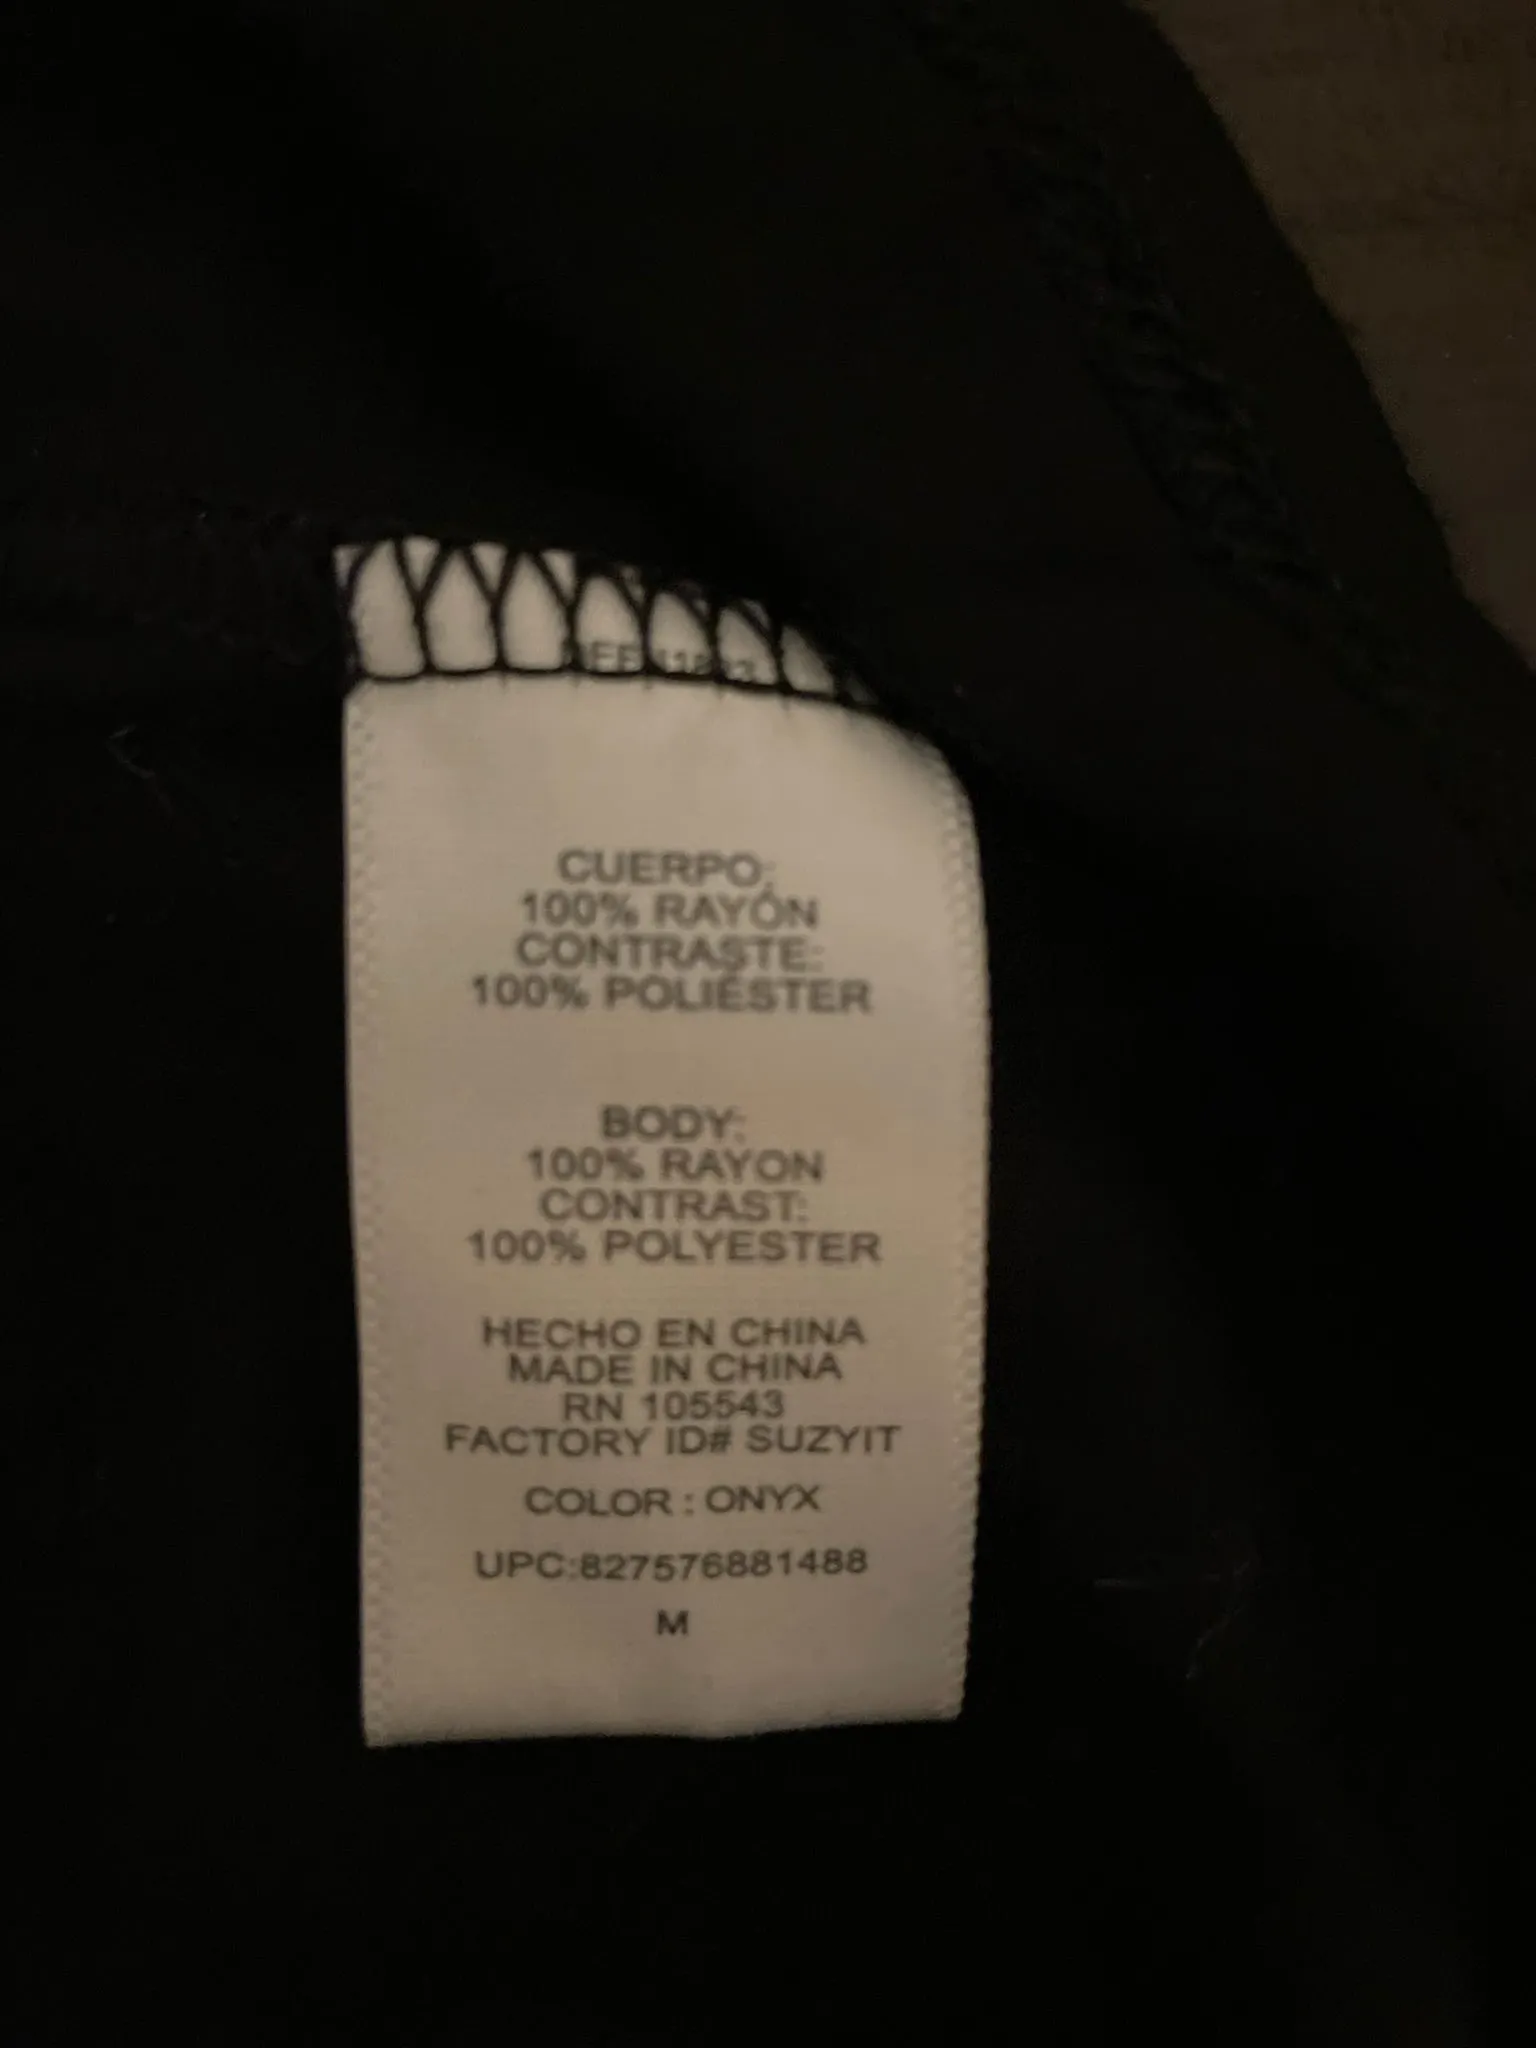 CUERPO:
100% RAYÓN
CONTRASTE:
100% POLIÉSTER
BODY:
100% RAYON
CONTRAST:
100% POLYESTER
HECHO EN CHINA
MADE IN CHINA
RN 105543
FACTORY ID# SUZYIT
COLOR : ONYX
UPC:827576881488
M